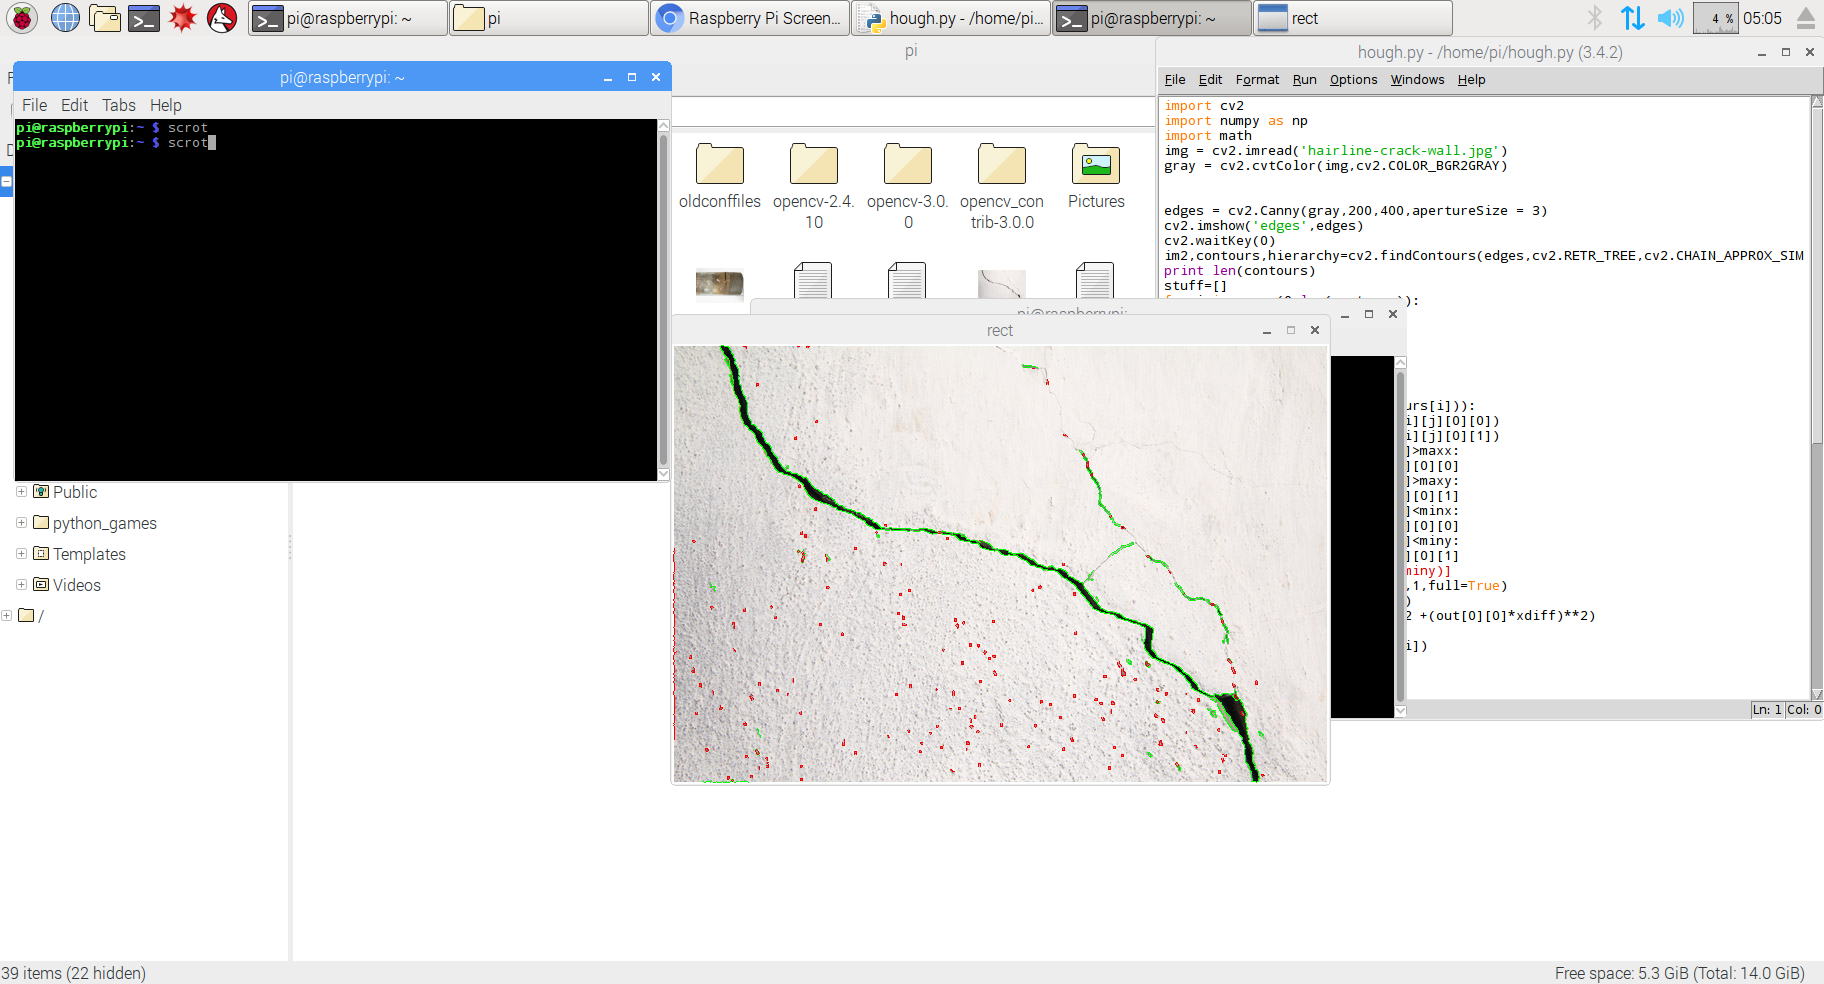 pi@raspberrypi: ~
pi
Raspberry Pi Screen...
hough.py - /home/pi...
pi@raspberrypi: ~
rect
4 %
05:05
pi
hough.py - /home/pi/hough.py (3.4.2)
File Edit Format Run Options Windows Help
import cv2
import numpy as np
import math
img = cv2.imread('hairline-crack-wall.jpg')
gray = cv2.cvtColor(img,cv2.COLOR_BGR2GRAY)
edges = cv2.Canny(gray,200,400,apertureSize = 3)
cv2.imshow('edges',edges)
cv2.waitKey(0)
im2,contours,hierarchy=cv2.findContours(edges,cv2.RETR_TREE,cv2.CHAIN_APPROX_SIM
print len(contours)
stuff=[]
):
urs[i])):
i][j][0][0])
i][j][0][1])
]>maxx:
][0][0]
]>maxy:
][0][1]
]<minx:
][0][0]
]<miny:
][0][1]
miny)]
,1,full=True)
)
2 +(out[0][0]*xdiff)**2)
i])
Ln: 1 Col: 0
pi@raspberrypi: ~
File Edit Tabs Help
pi@raspberrypi:~ $ scrot
pi@raspberrypi:~ $ scrot
oldconffiles
opencv-2.4.
10
opencv-3.0.
0
opencv_con
trib-3.0.0
Pictures
pi@raspberrypi:
rect
Public
python_games
Templates
Videos
/
39 items (22 hidden)
Free space: 5.3 GiB (Total: 14.0 GiB)